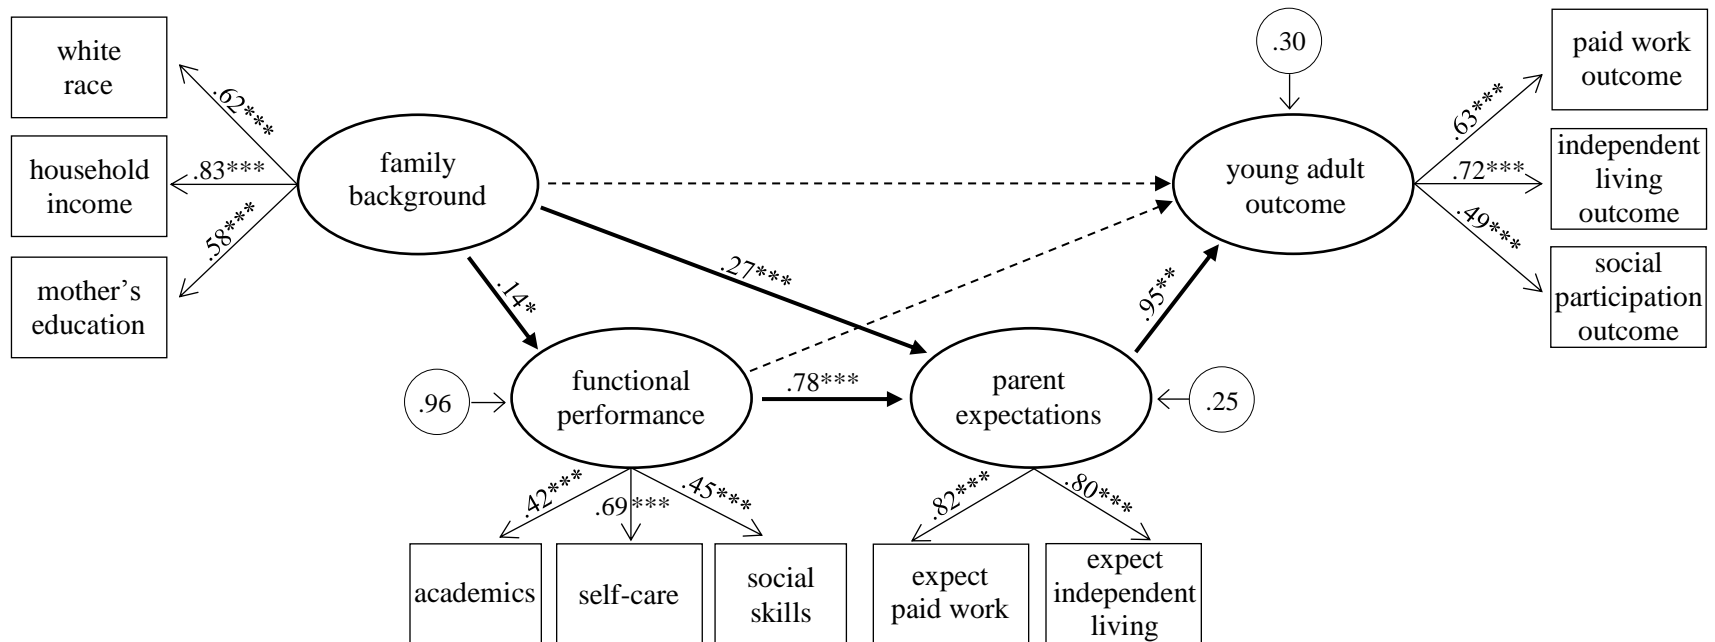 white
race
household
income
mother's
education
.62***
.83***
.58***
family
background
.14*
.27***
.96
functional
performance
.78***
parent
expectations
.25
.95**
.30
young adult
outcome
.63***
.72***
.49***
paid work
outcome
independent
living
outcome
social
participation
outcome
.42***
.69***
.45***
.82***
.80***
academics
self-care
social
skills
expect
paid work
expect
independent
living